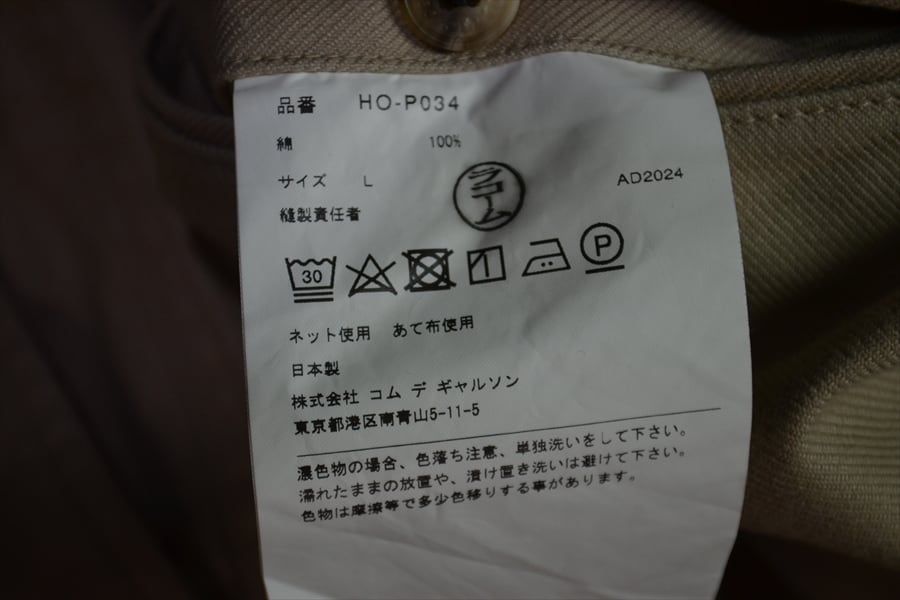 品番 HO-P034
綿 100%
サイズ L AD2024
縫製責任者 ラコーム
30 P
ネット使用 あて布使用
日本製
株式会社 コム デ ギャルソン
東京都港区南青山5-11-5
濃色物の場合、色落ち注意、単独洗いをして下さい。
濡れたままの放置や、漬け置き洗いは避けて下さい。
色物は摩擦等で多少色移りする事があります。